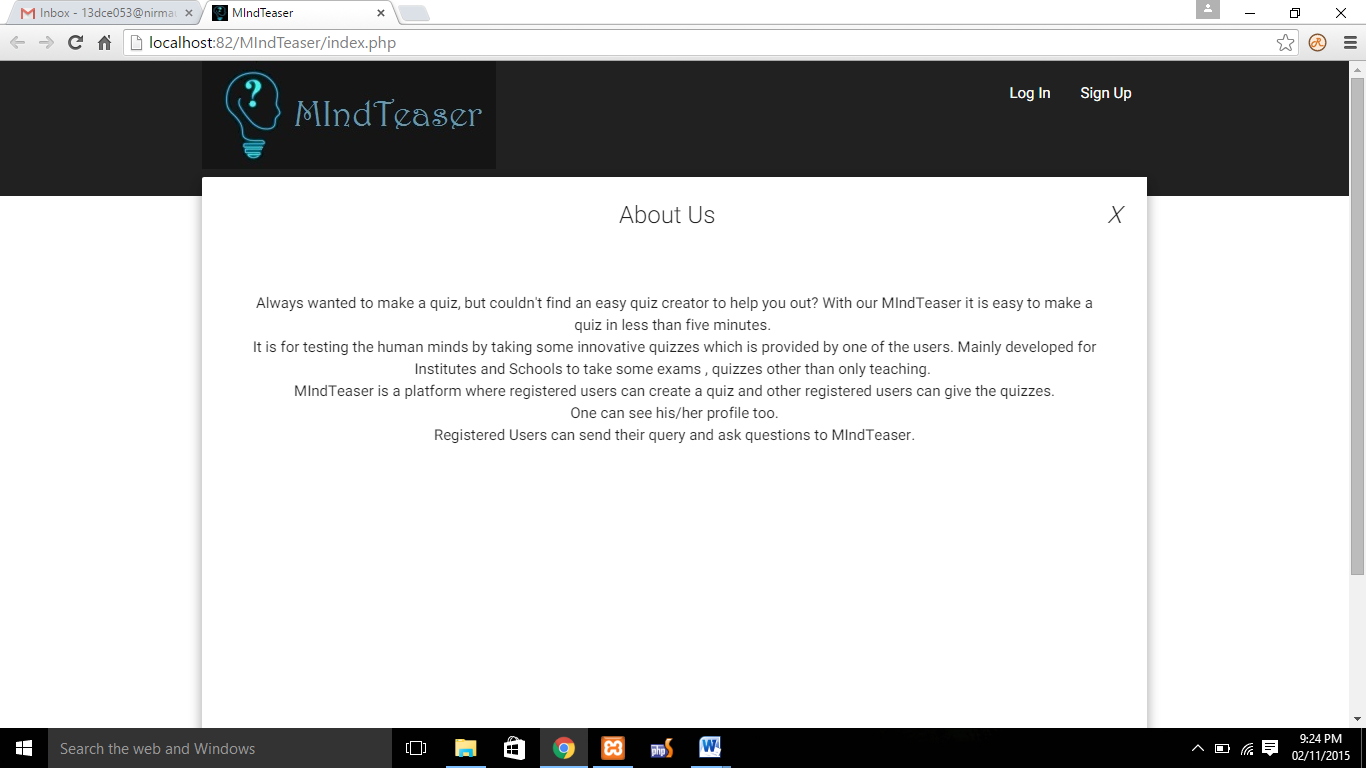 Inbox - 13dce053@nirma
MIndTeaser
localhost:82/MIndTeaser/index.php
?
MIndTeaser
Log In
Sign Up
About Us
X
Always wanted to make a quiz, but couldn't find an easy quiz creator to help you out? With our MIndTeaser it is easy to make a
quiz in less than five minutes.
It is for testing the human minds by taking some innovative quizzes which is provided by one of the users. Mainly developed for
Institutes and Schools to take some exams , quizzes other than only teaching.
MIndTeaser is a platform where registered users can create a quiz and other registered users can give the quizzes.
One can see his/her profile too.
Registered Users can send their query and ask questions to MIndTeaser.
Search the web and Windows
php
9:24 PM
02/11/2015